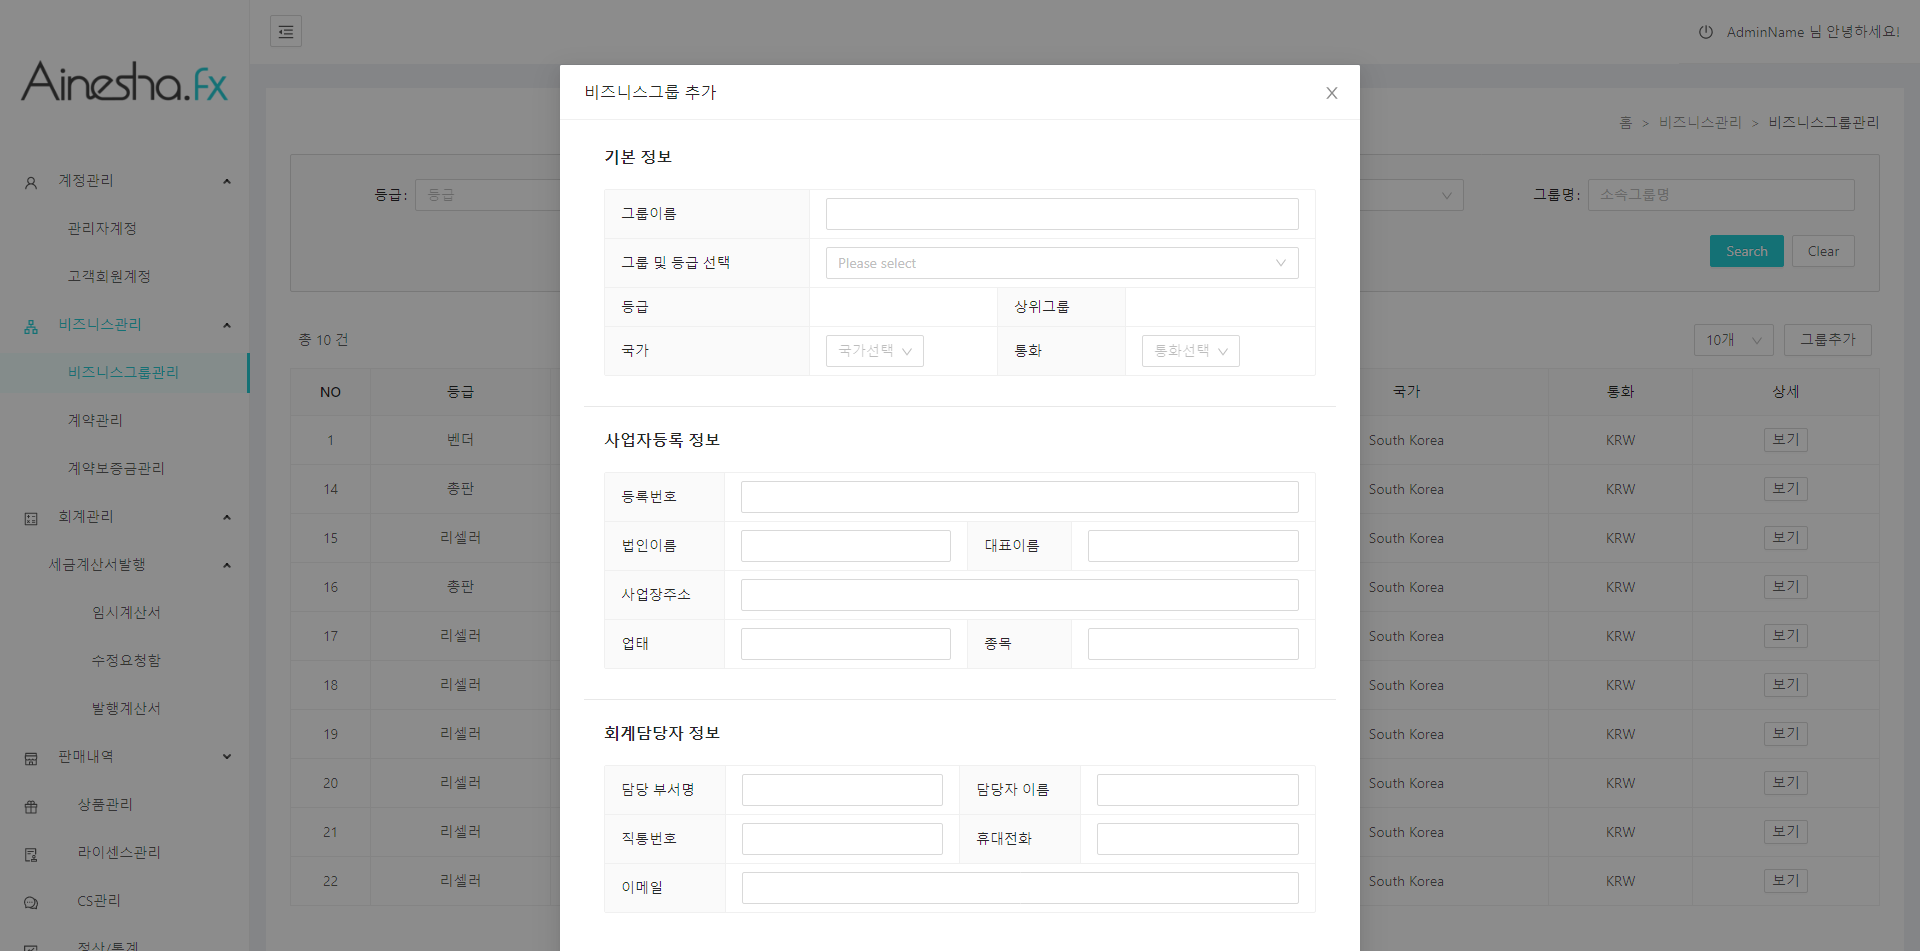 Ainesha.fx
AdminName 님 안녕하세요!
계정관리
관리자계정
고객회원계정
비즈니스관리
비즈니스그룹관리
계약관리
계약보증금관리
회계관리
세금계산서발행
임시계산서
수정요청함
발행계산서
판매내역
상품관리
라이센스관리
CS관리
정산/통계
홈 > 비즈니스관리 > 비즈니스그룹관리
등급: 등급
그룹명: 소속그룹명
Search Clear
총 10 건
10개 그룹추가
NO 등급 국가 통화 상세
1 벤더 South Korea KRW 보기
14 총판 South Korea KRW 보기
15 리셀러 South Korea KRW 보기
16 총판 South Korea KRW 보기
17 리셀러 South Korea KRW 보기
18 리셀러 South Korea KRW 보기
19 리셀러 South Korea KRW 보기
20 리셀러 South Korea KRW 보기
21 리셀러 South Korea KRW 보기
22 리셀러 South Korea KRW 보기
비즈니스그룹 추가
기본 정보
그룹이름
그룹 및 등급 선택 Please select
등급 상위그룹
국가 국가선택 통화 통화선택
사업자등록 정보
등록번호
법인이름 대표이름
사업장주소
업태 종목
회계담당자 정보
담당 부서명 담당자 이름
직통번호 휴대전화
이메일